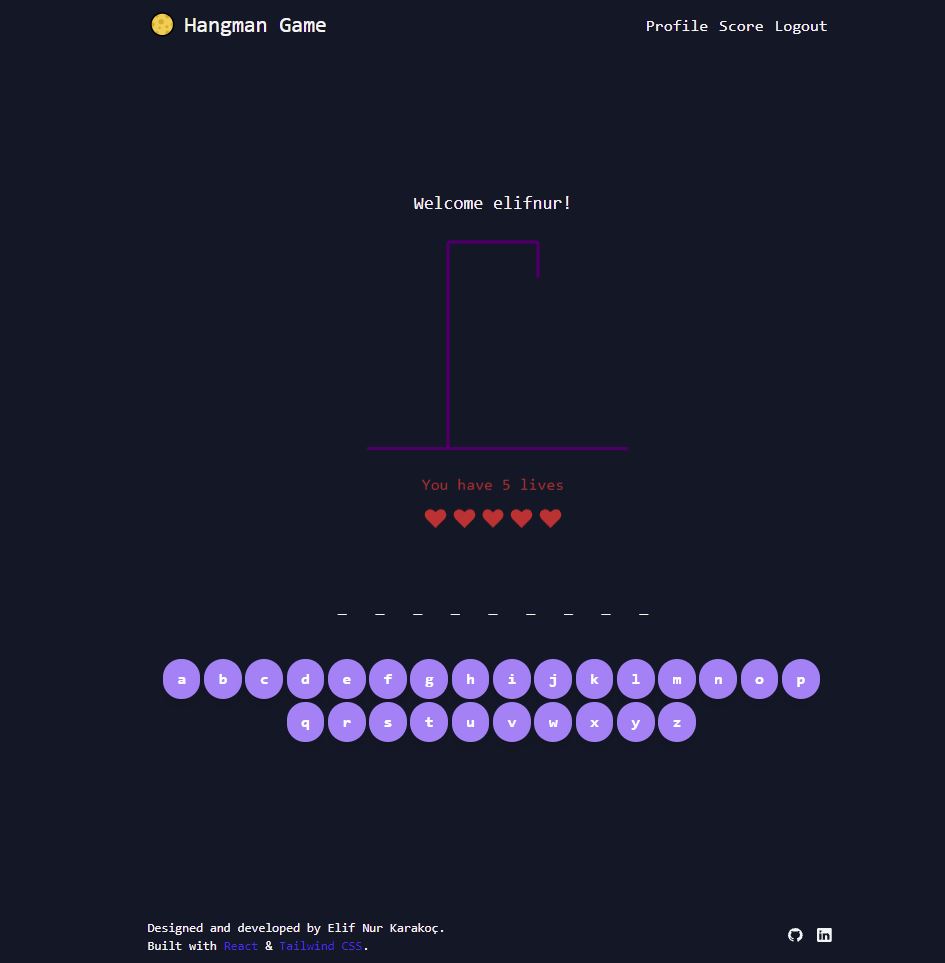 Hangman Game
Profile Score Logout
Welcome elifnur!
You have 5 lives
_ _ _ _ _ _ _ _ _
a b c d e f g h i j k l m n o p
q r s t u v w x y z
Designed and developed by Elif Nur Karakoç.
Built with React & Tailwind CSS.
in